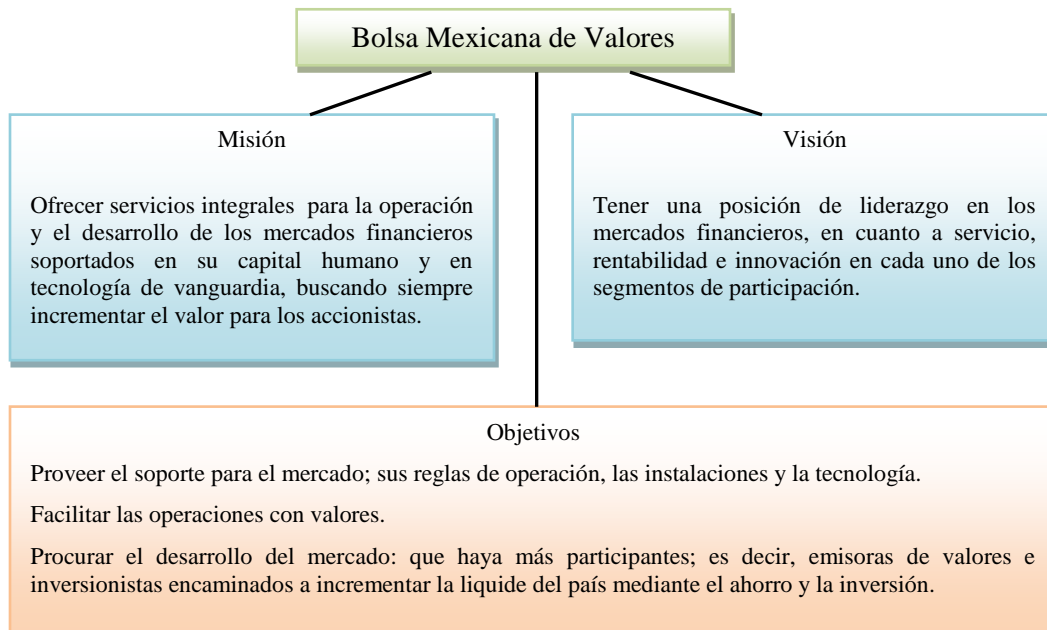 Bolsa Mexicana de Valores
Misión
Ofrecer servicios integrales para la operación
y el desarrollo de los mercados financieros
soportados en su capital humano y en
tecnología de vanguardia, buscando siempre
incrementar el valor para los accionistas.
Visión
Tener una posición de liderazgo en los
mercados financieros, en cuanto a servicio,
rentabilidad e innovación en cada uno de los
segmentos de participación.
Objetivos
Proveer el soporte para el mercado; sus reglas de operación, las instalaciones y la tecnología.
Facilitar las operaciones con valores.
Procurar el desarrollo del mercado: que haya más participantes; es decir, emisoras de valores e
inversionistas encaminados a incrementar la liquide del país mediante el ahorro y la inversión.